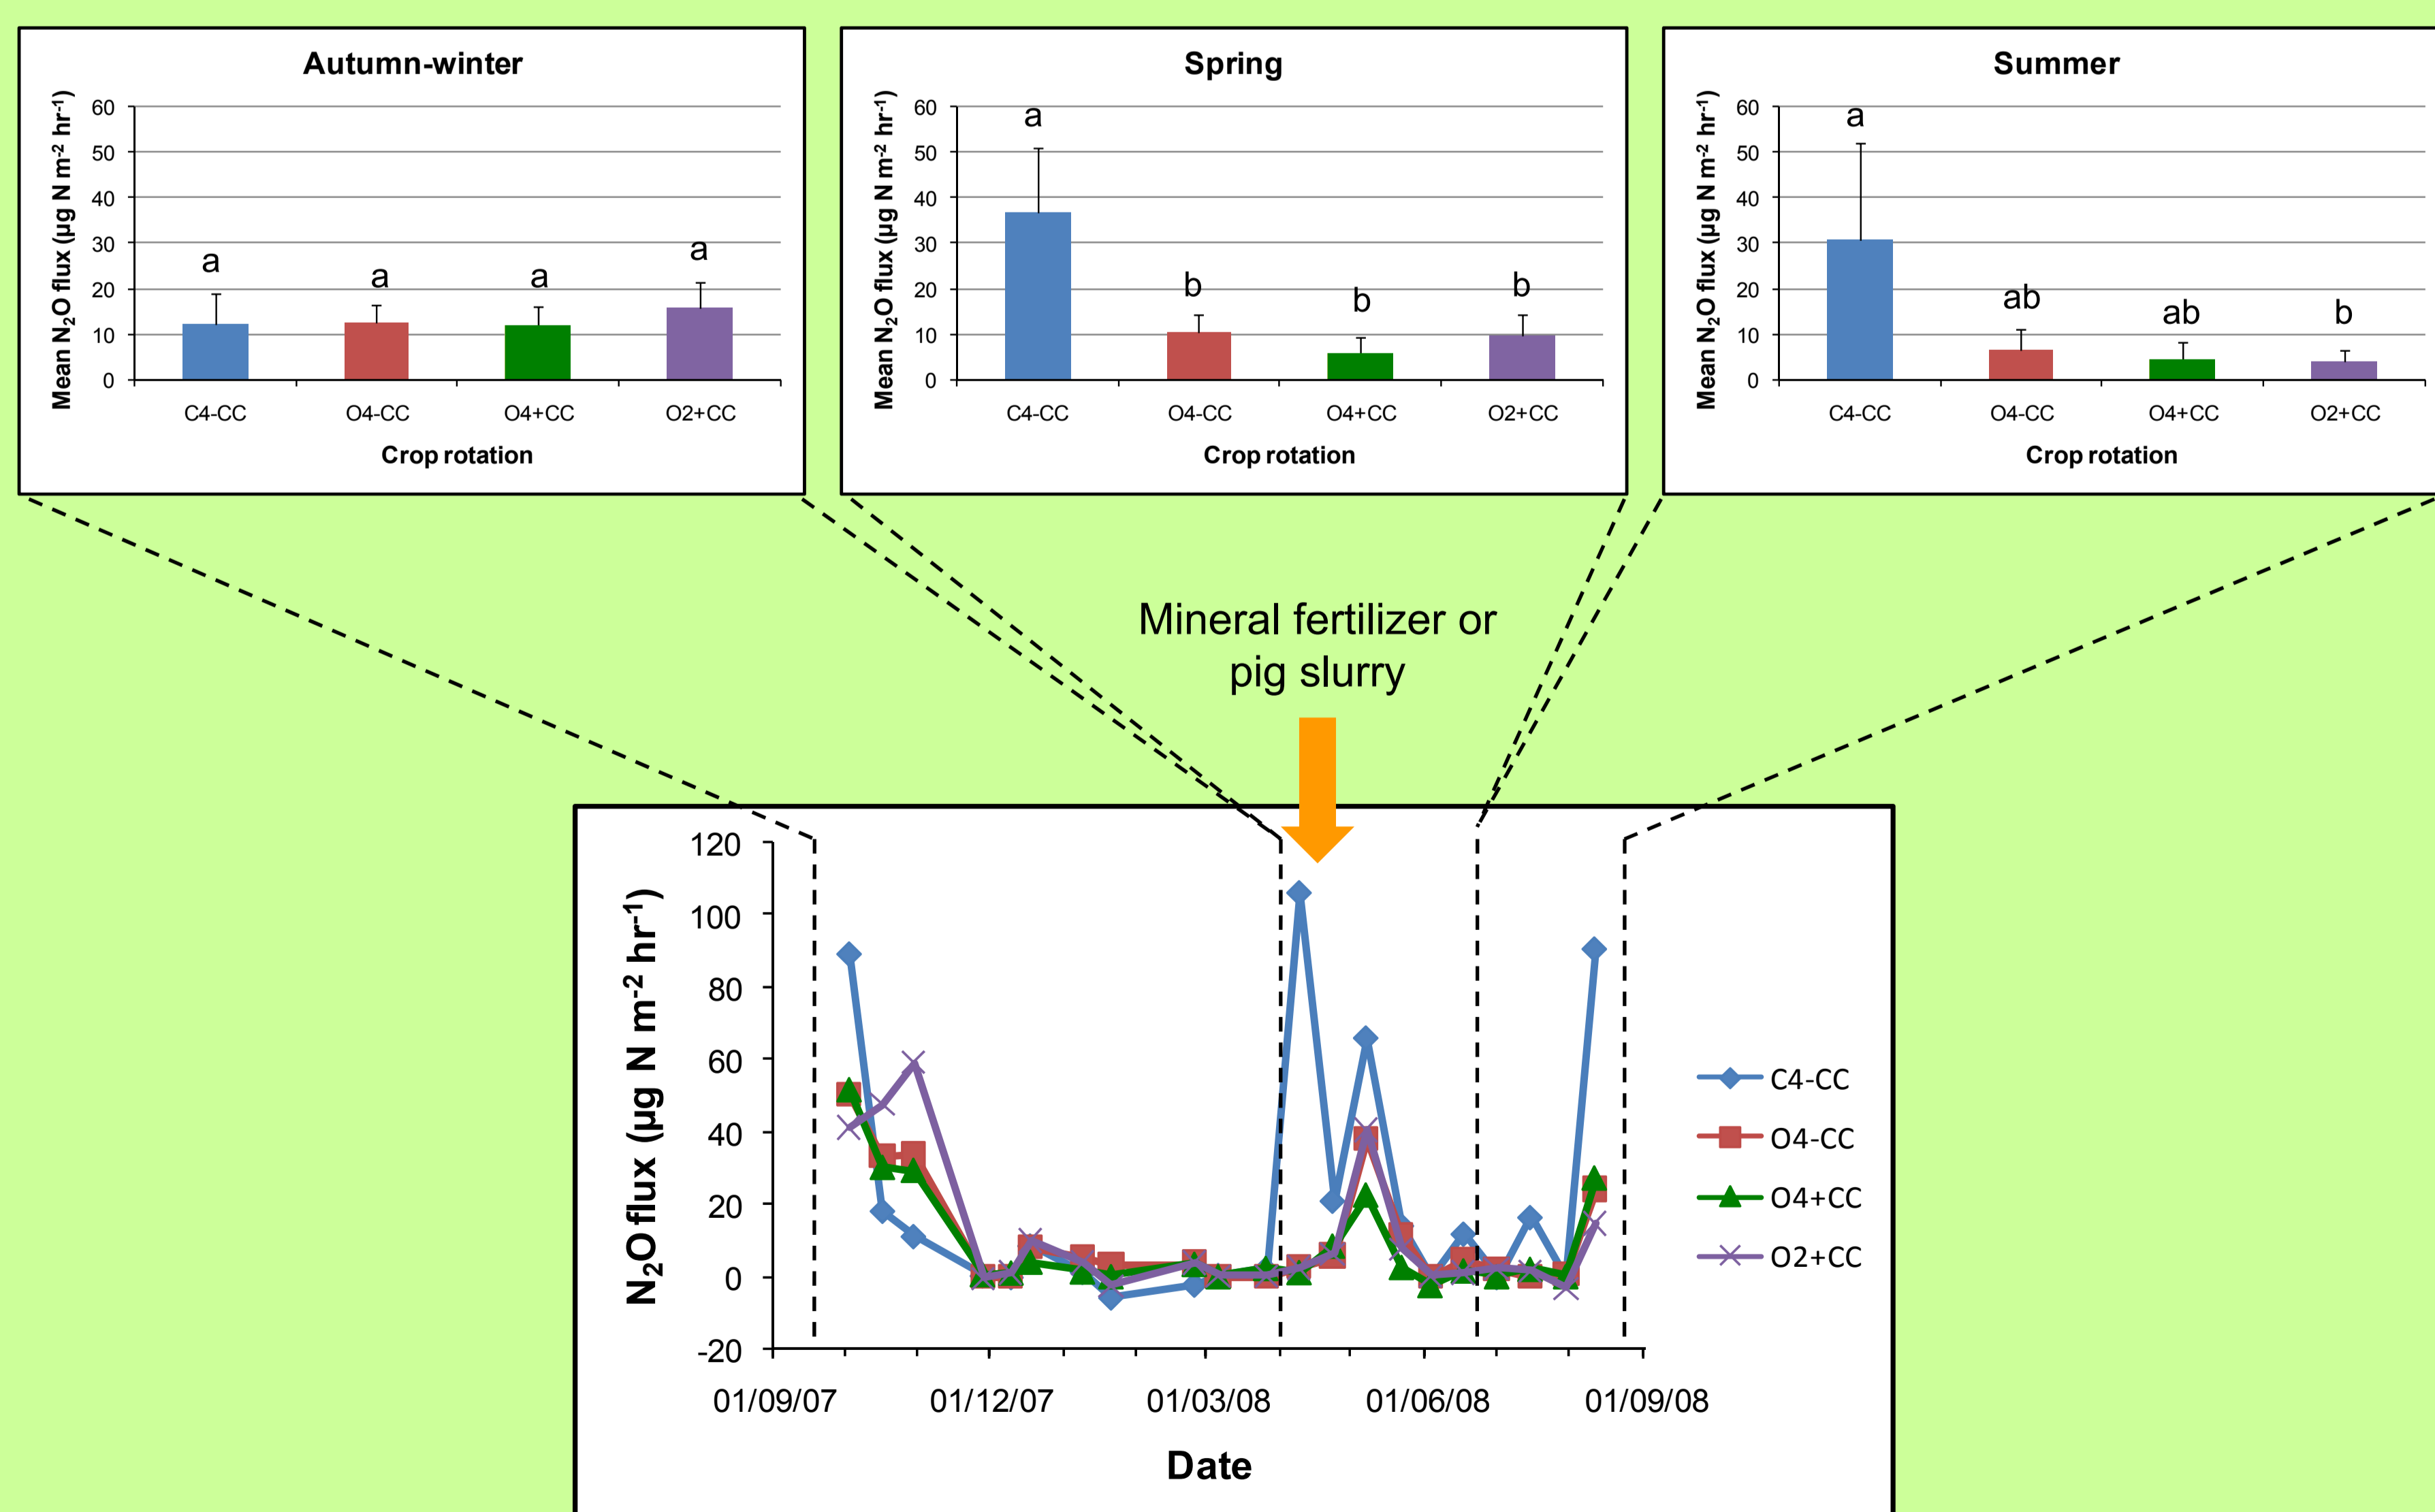 Autumn-winter
Mean N₂O flux (µg N m⁻² hr⁻¹)
60
50
40
30
20
10
0
a
a
a
a
C4-CC
O4-CC
O4+CC
O2+CC
Crop rotation
Spring
Mean N₂O flux (µg N m⁻² hr⁻¹)
60
50
40
30
20
10
0
a
b
b
b
C4-CC
O4-CC
O4+CC
O2+CC
Crop rotation
Summer
Mean N₂O flux (µg N m⁻² hr⁻¹)
60
50
40
30
20
10
0
a
ab
ab
b
C4-CC
O4-CC
O4+CC
O2+CC
Crop rotation
Mineral fertilizer or
pig slurry
N₂O flux (µg N m⁻² hr⁻¹)
120
100
80
60
40
20
0
-20
01/09/07
01/12/07
01/03/08
01/06/08
01/09/08
Date
C4-CC
O4-CC
O4+CC
O2+CC